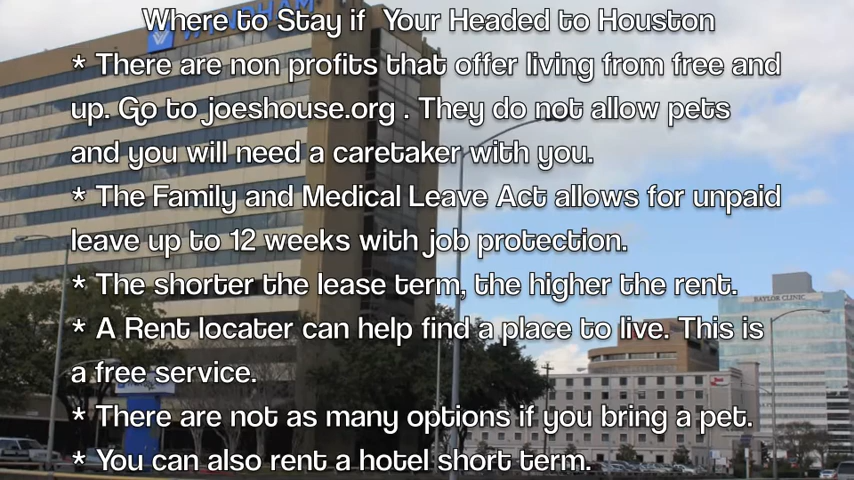 Where to Stay if Your Headed to Houston
* There are non profits that offer living from free and
up. Go to joeshouse.org . They do not allow pets
and you will need a caretaker with you.
* The Family and Medical Leave Act allows for unpaid
leave up to 12 weeks with job protection.
* The shorter the lease term, the higher the rent.
* A Rent locater can help find a place to live. This is
a free service.
* There are not as many options if you bring a pet.
* You can also rent a hotel short term.
BAYLOR CLINIC